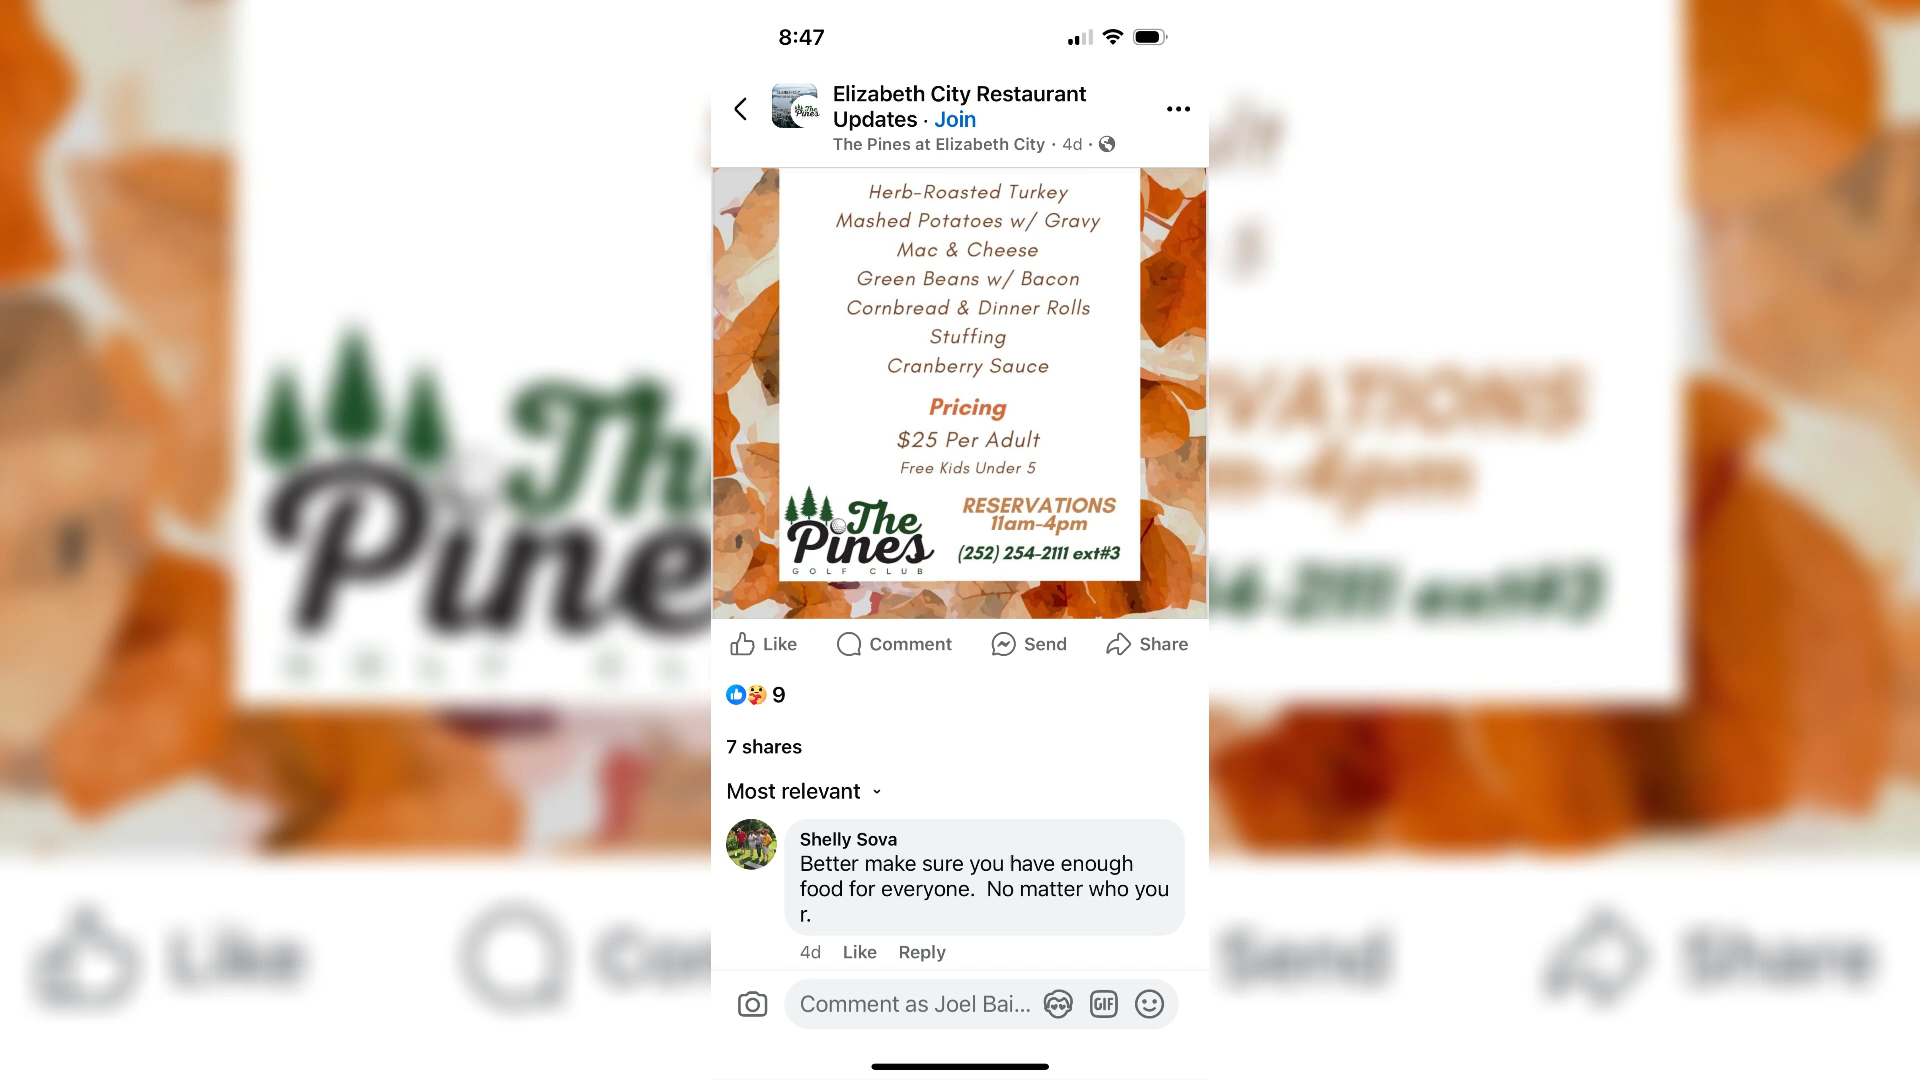 8:47
Elizabeth City Restaurant
Updates · Join
The Pines at Elizabeth City · 4d ·
Herb-Roasted Turkey
Mashed Potatoes w/ Gravy
Mac & Cheese
Green Beans w/ Bacon
Cornbread & Dinner Rolls
Stuffing
Cranberry Sauce
Pricing
$25 Per Adult
Free Kids Under 5
The
Pines
GOLF CLUB
RESERVATIONS
11am-4pm
(252) 254-2111 ext#3
Like Comment Send Share
9
7 shares
Most relevant
Shelly Sova
Better make sure you have enough
food for everyone. No matter who you
r.
4d Like Reply
Comment as Joel Bai... GIF